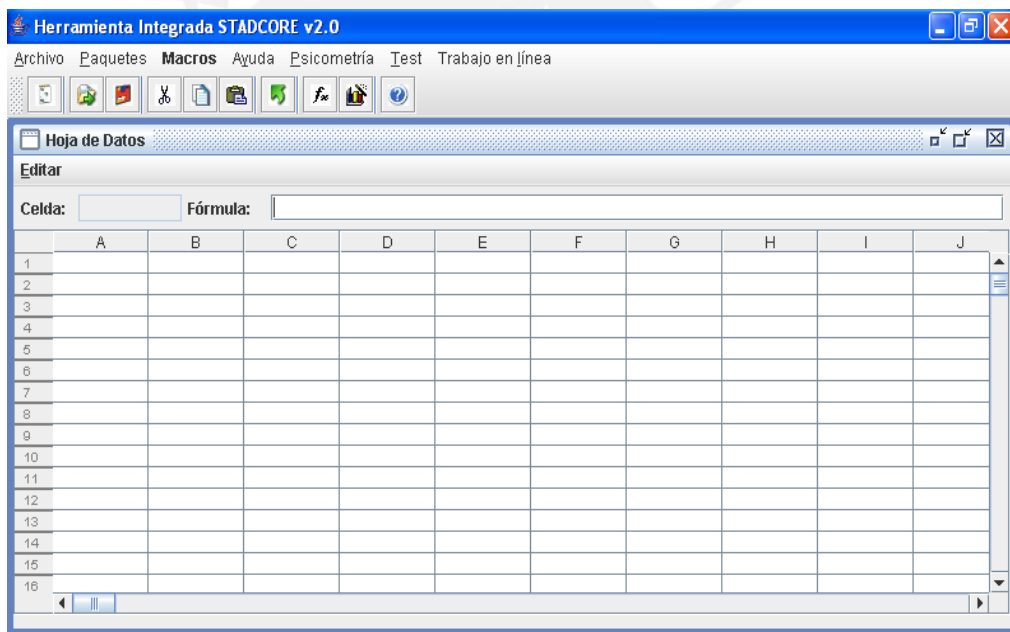 Herramienta Integrada STADCORE v2.0
Archivo Paquetes Macros Ayuda Psicometría Test Trabajo en línea
fx ?
Hoja de Datos
Editar
Celda: Fórmula:
A B C D E F G H I J
1
2
3
4
5
6
7
8
9
10
11
12
13
14
15
16